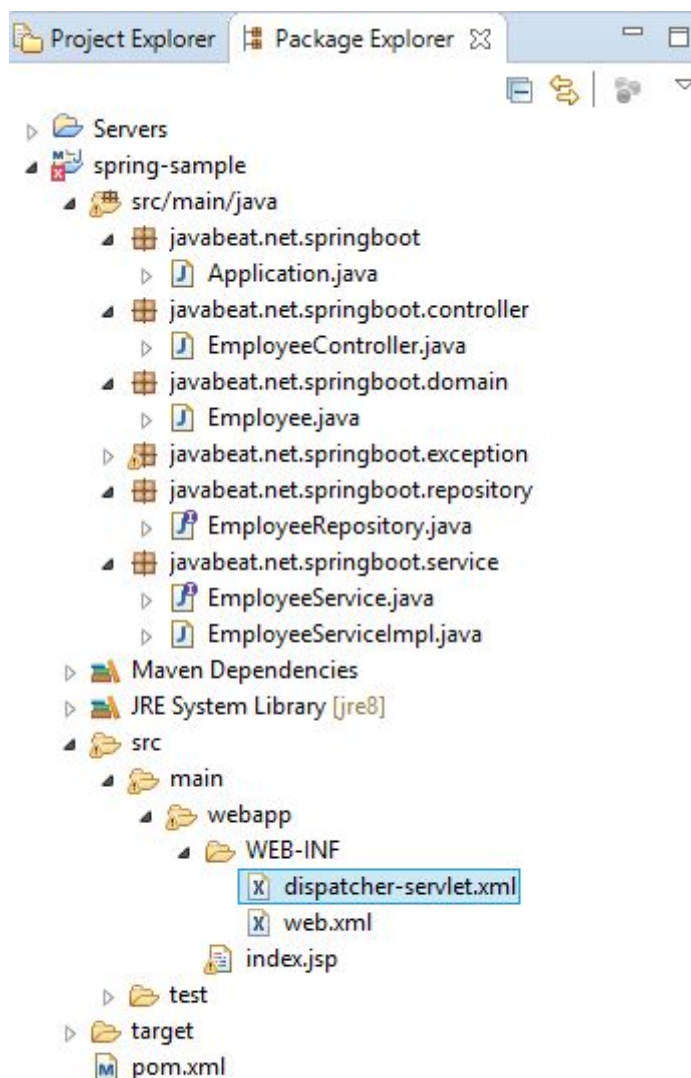 Project Explorer Package Explorer
Servers
spring-sample
src/main/java
javabeat.net.springboot
Application.java
javabeat.net.springboot.controller
EmployeeController.java
javabeat.net.springboot.domain
Employee.java
javabeat.net.springboot.exception
javabeat.net.springboot.repository
EmployeeRepository.java
javabeat.net.springboot.service
EmployeeService.java
EmployeeServiceImpl.java
Maven Dependencies
JRE System Library [jre8]
src
main
webapp
WEB-INF
dispatcher-servlet.xml
web.xml
index.jsp
test
target
pom.xml